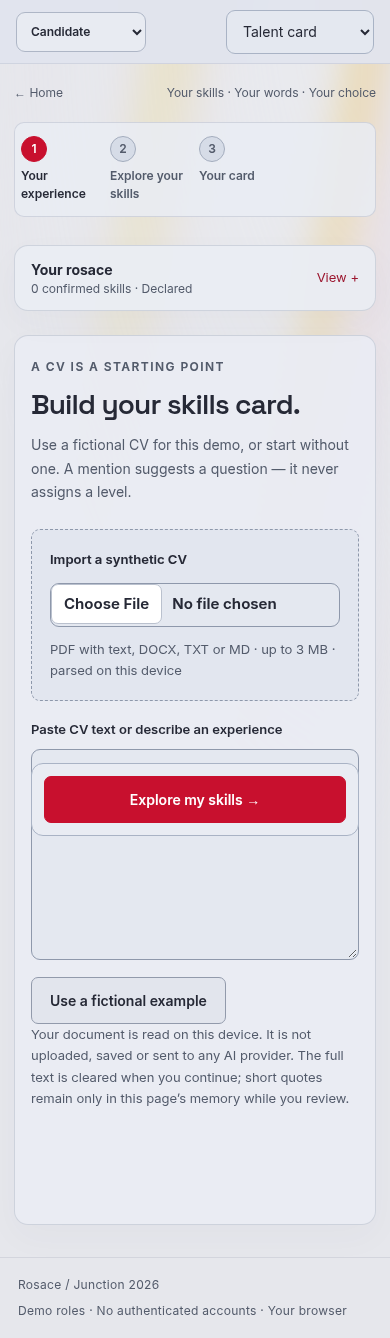 Candidate
Talent card
← Home
Your skills · Your words · Your choice
1
Your
experience
2
Explore your
skills
3
Your card
Your rosace
0 confirmed skills · Declared
View +
A CV IS A STARTING POINT
Build your skills card.
Use a fictional CV for this demo, or start without
one. A mention suggests a question — it never
assigns a level.
Import a synthetic CV
Choose File No file chosen
PDF with text, DOCX, TXT or MD · up to 3 MB ·
parsed on this device
Paste CV text or describe an experience
Explore my skills →
Use a fictional example
Your document is read on this device. It is not
uploaded, saved or sent to any AI provider. The full
text is cleared when you continue; short quotes
remain only in this page’s memory while you review.
Rosace / Junction 2026
Demo roles · No authenticated accounts · Your browser